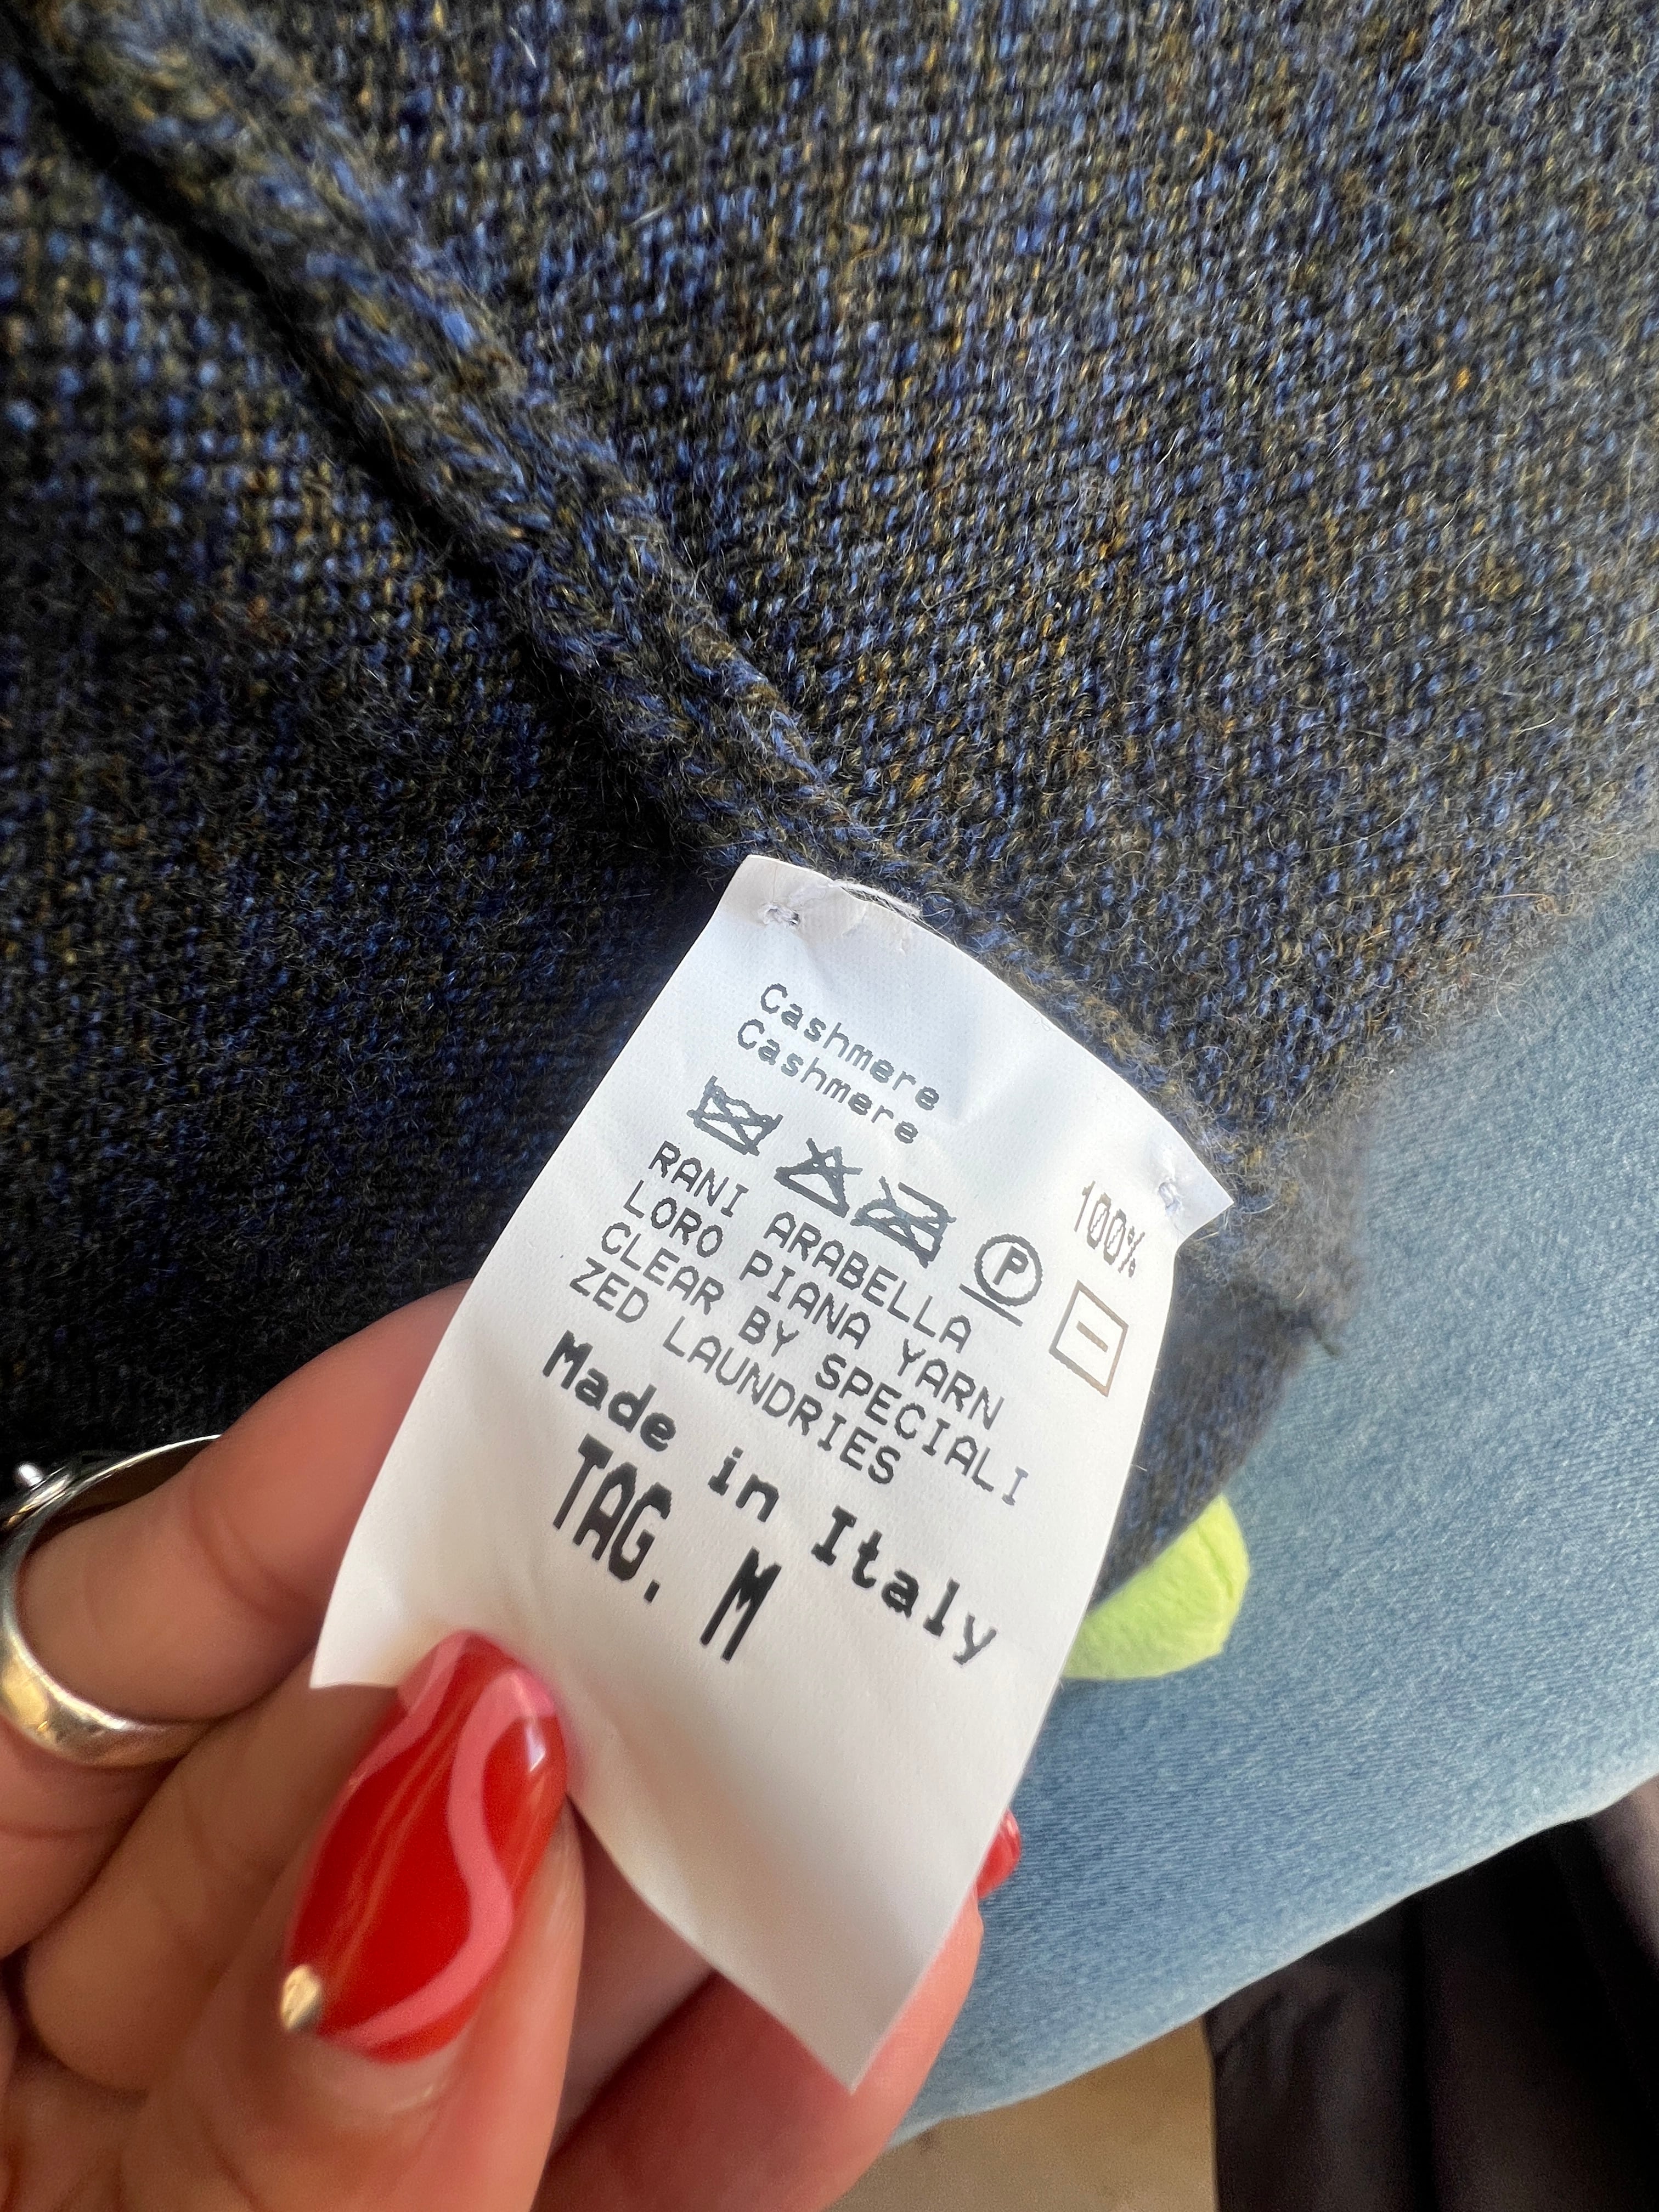 Cashmere 100%
Cashmere
P
RANI ARABELLA
LORO PIANA YARN
CLEAR BY SPECIALI
ZED LAUNDRIES
Made in Italy
TAG. M